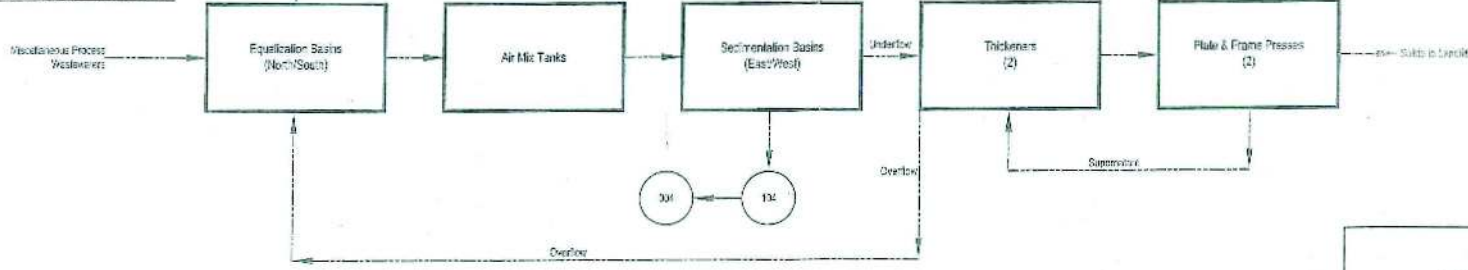 Miscellaneous Process
Wastewaters
Equalization Basins
(North/South)
Air Mix Tanks
Sedimentation Basins
(East/West)
Underflow
Thickeners
(2)
Plate & Frame Presses
(2)
Solids to
Overflow
Supernatant
004
104
Overflow